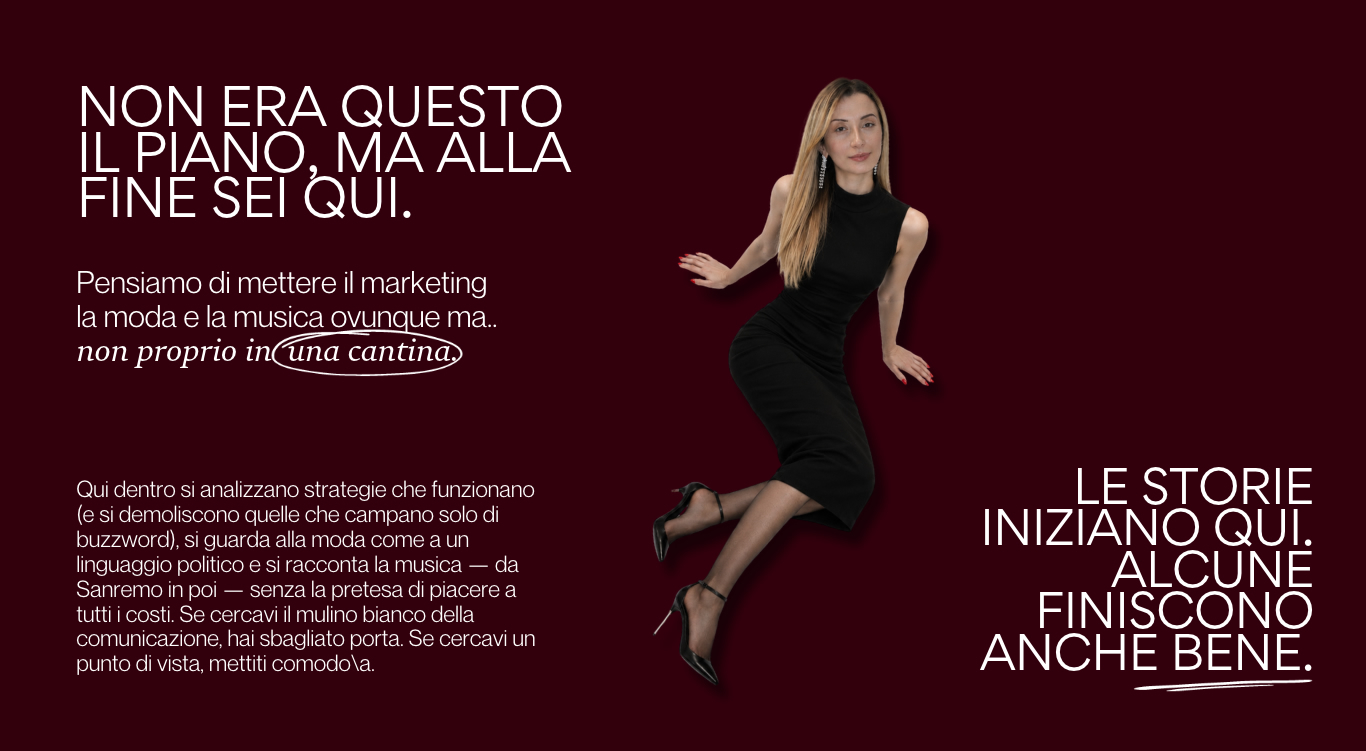 NON ERA QUESTO
IL PIANO, MA ALLA
FINE SEI QUI.
Pensiamo di mettere il marketing
la moda e la musica ovunque ma..
non proprio in una cantina.
Qui dentro si analizzano strategie che funzionano
(e si demoliscono quelle che campano solo di
buzzword), si guarda alla moda come a un
linguaggio politico e si racconta la musica — da
Sanremo in poi — senza la pretesa di piacere a
tutti i costi. Se cercavi il mulino bianco della
comunicazione, hai sbagliato porta. Se cercavi un
punto di vista, mettiti comodo\a.
LE STORIE
INIZIANO QUI.
ALCUNE
FINISCONO
ANCHE BENE.